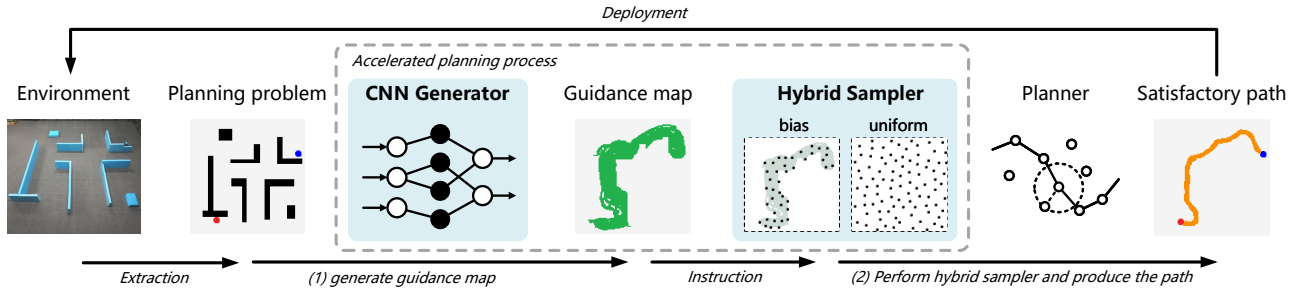 Deployment
Accelerated planning process
Environment
Planning problem
CNN Generator
Guidance map
Hybrid Sampler
Planner
Satisfactory path
bias
uniform
Extraction
(1) generate guidance map
Instruction
(2) Perform hybrid sampler and produce the path